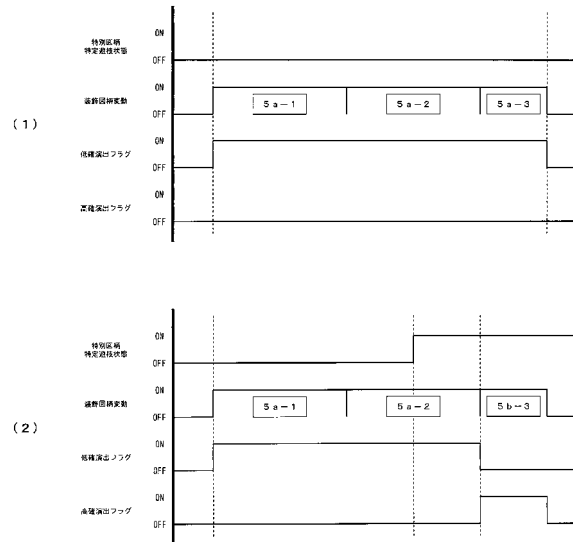 (1)
特別図柄
特定遊技状態
ON
OFF
装飾図柄変動
ON
OFF
5a-1
5a-2
5a-3
低確演出フラグ
ON
OFF
高確演出フラグ
ON
OFF
(2)
特別図柄
特定遊技状態
ON
OFF
装飾図柄変動
ON
OFF
5a-1
5a-2
5b-3
低確演出フラグ
ON
OFF
高確演出フラグ
ON
OFF